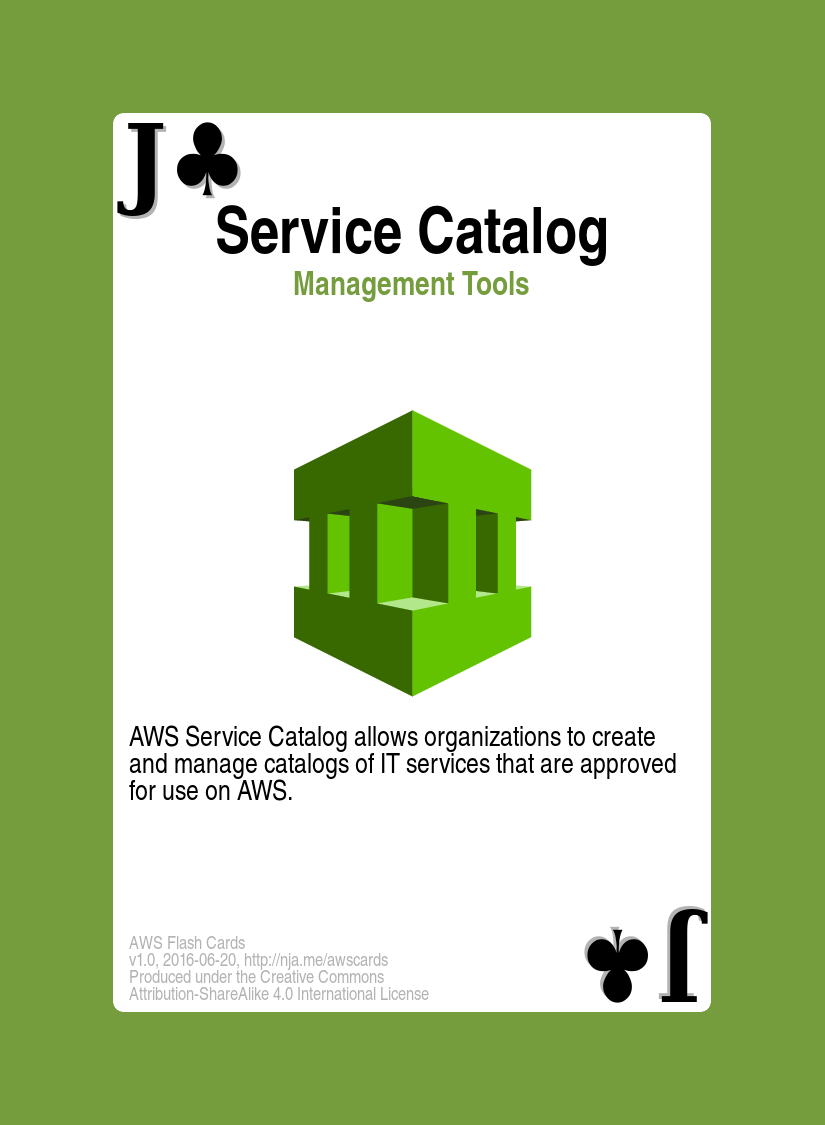 J♣
Service Catalog
Management Tools
AWS Service Catalog allows organizations to create
and manage catalogs of IT services that are approved
for use on AWS.
AWS Flash Cards
v1.0, 2016-06-20, http://nja.me/awscards
Produced under the Creative Commons
Attribution-ShareAlike 4.0 International License
J♣